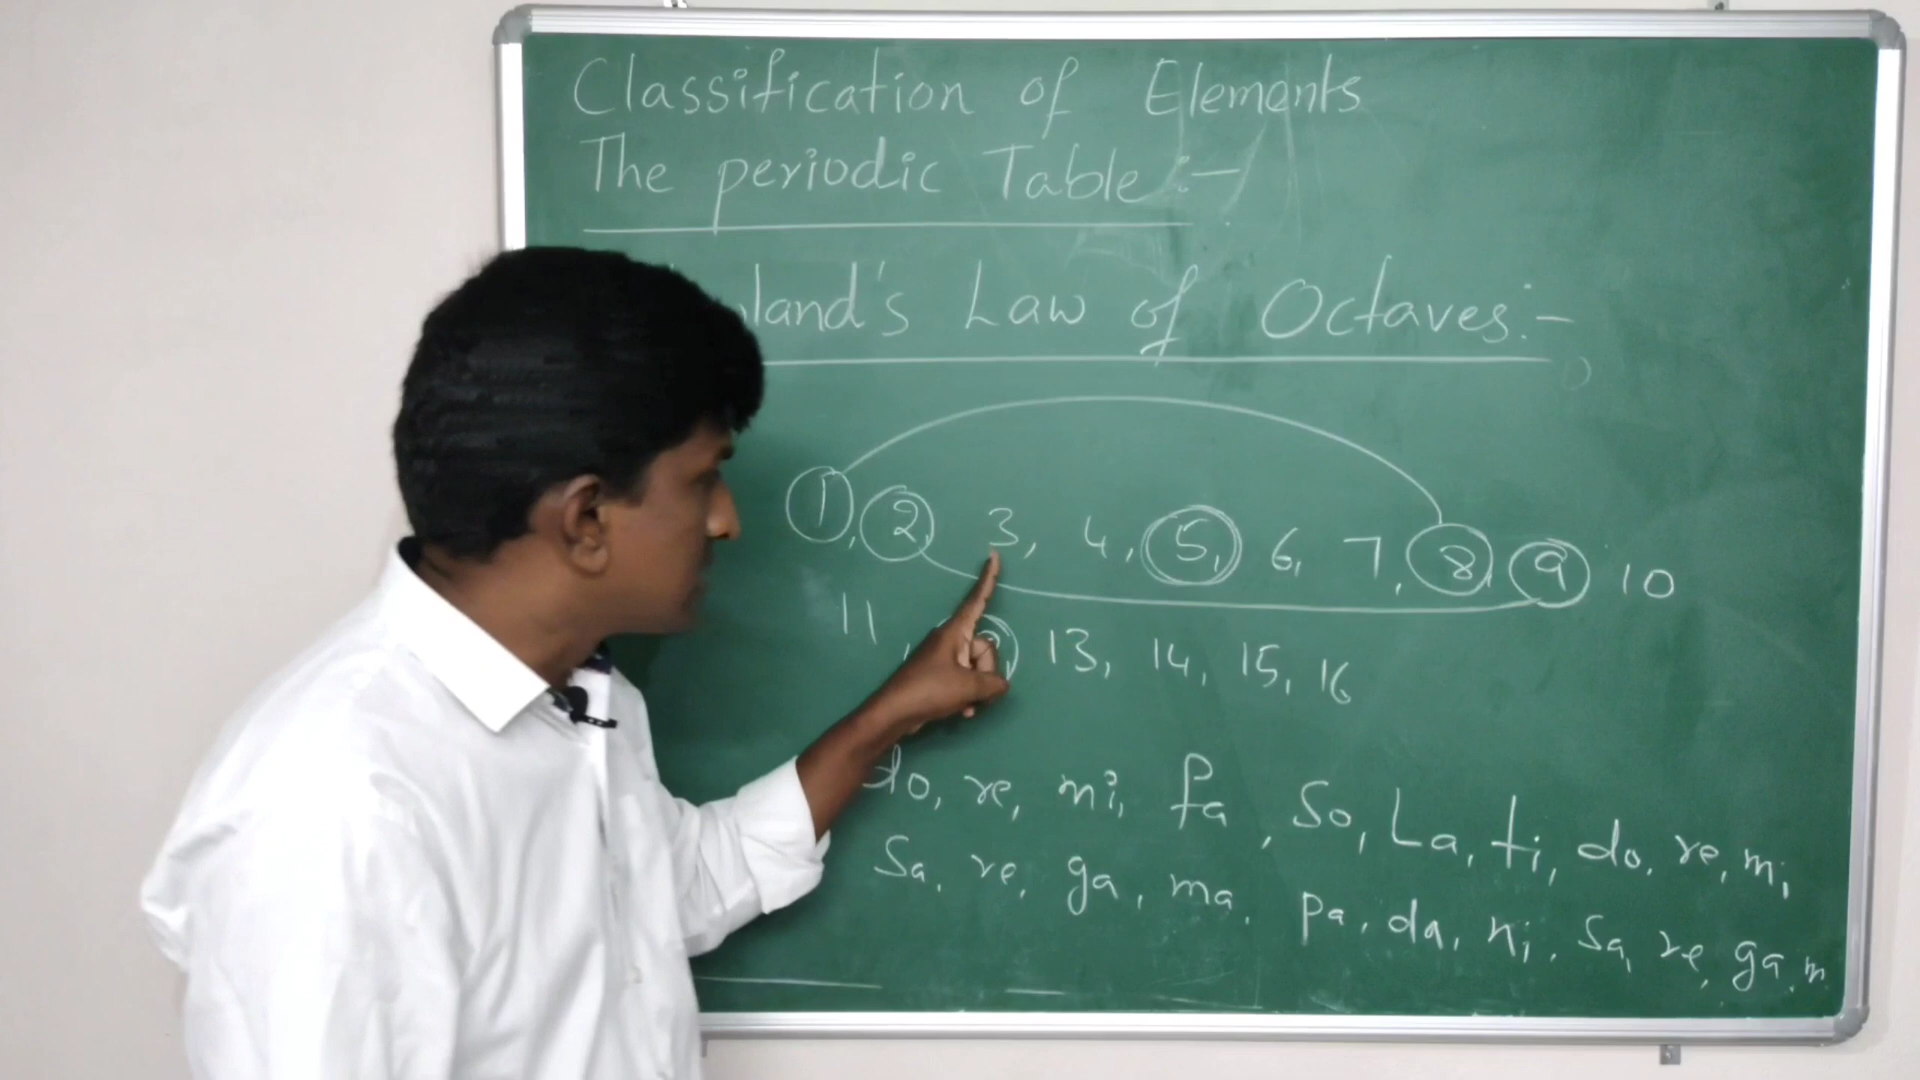 Classification of Elements
The periodic Table :-
land's Law of Octaves:-
1, 2, 3, 4, 5, 6, 7, 8, 9 10
11, 13, 14, 15, 16
do, re, mi, fa, So, La, ti, do, re, mi
Sa, re, ga, ma, pa, da, ni, Sa, re, ga, m